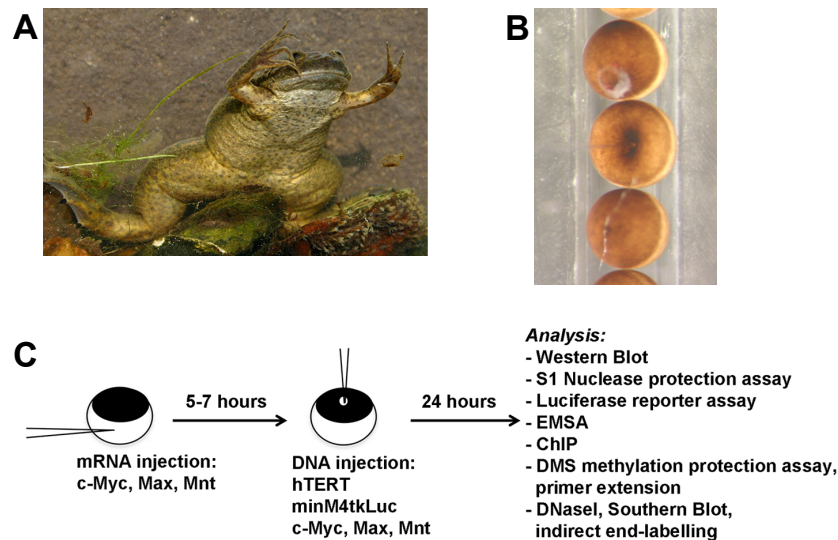 A
B
C
5-7 hours
24 hours
mRNA injection:
c-Myc, Max, Mnt
DNA injection:
hTERT
minM4tkLuc
c-Myc, Max, Mnt
Analysis:
- Western Blot
- S1 Nuclease protection assay
- Luciferase reporter assay
- EMSA
- ChIP
- DMS methylation protection assay,
primer extension
- DNaseI, Southern Blot,
indirect end-labelling